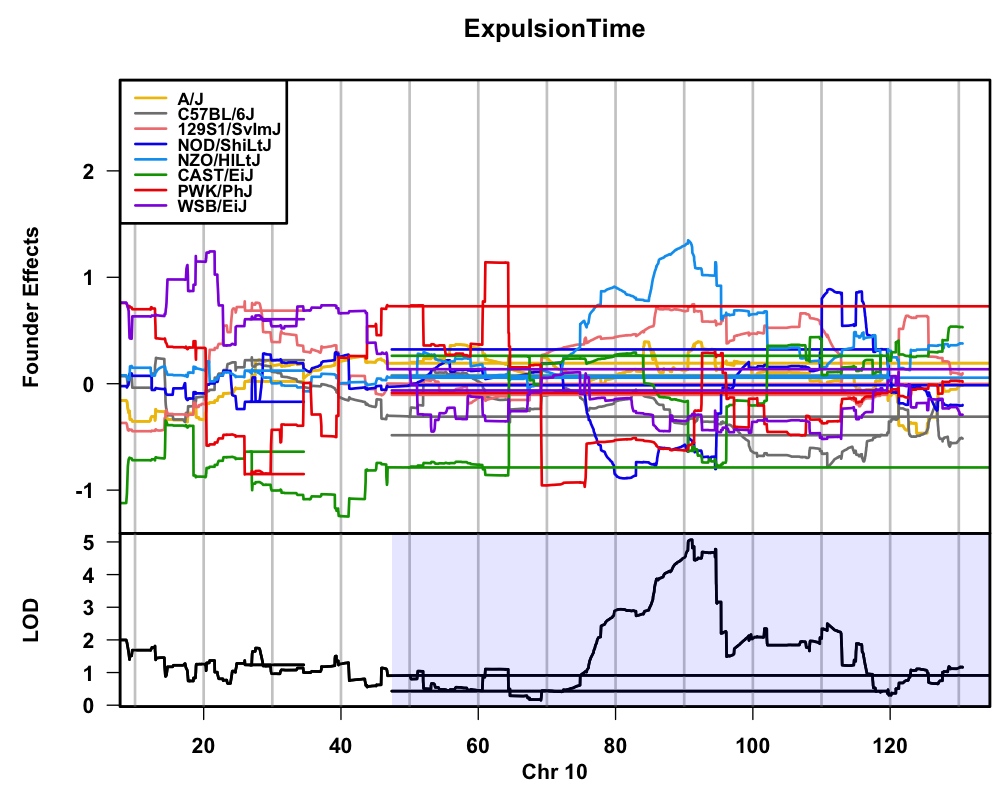 ExpulsionTime
A/J
C57BL/6J
129S1/SvImJ
NOD/ShiLtJ
NZO/HlLtJ
CAST/EiJ
PWK/PhJ
WSB/EiJ
Founder Effects
2
1
0
-1
LOD
5
4
3
2
1
0
20 40 60 80 100 120
Chr 10